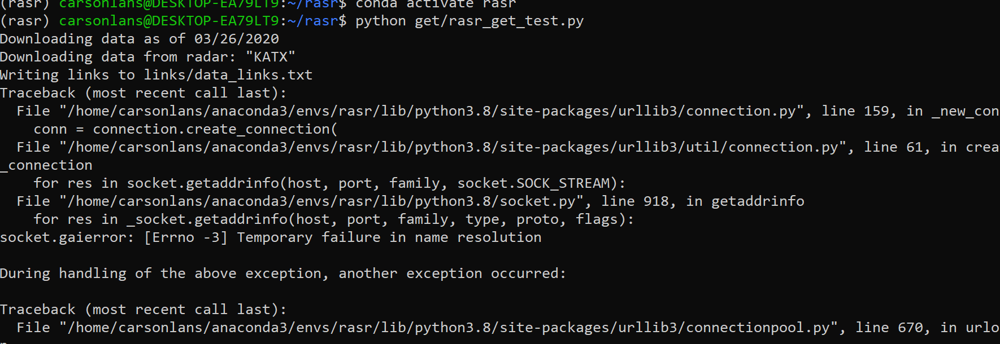 (rasr) carsonlans@DESKTOP-EA79LT9:~/rasr$ conda activate rasr
(rasr) carsonlans@DESKTOP-EA79LT9:~/rasr$ python get/rasr_get_test.py
Downloading data as of 03/26/2020
Downloading data from radar: "KATX"
Writing links to links/data_links.txt
Traceback (most recent call last):
  File "/home/carsonlans/anaconda3/envs/rasr/lib/python3.8/site-packages/urllib3/connection.py", line 159, in _new_con
    conn = connection.create_connection(
  File "/home/carsonlans/anaconda3/envs/rasr/lib/python3.8/site-packages/urllib3/util/connection.py", line 61, in crea
_connection
    for res in socket.getaddrinfo(host, port, family, socket.SOCK_STREAM):
  File "/home/carsonlans/anaconda3/envs/rasr/lib/python3.8/socket.py", line 918, in getaddrinfo
    for res in _socket.getaddrinfo(host, port, family, type, proto, flags):
socket.gaierror: [Errno -3] Temporary failure in name resolution

During handling of the above exception, another exception occurred:

Traceback (most recent call last):
  File "/home/carsonlans/anaconda3/envs/rasr/lib/python3.8/site-packages/urllib3/connectionpool.py", line 670, in urlo